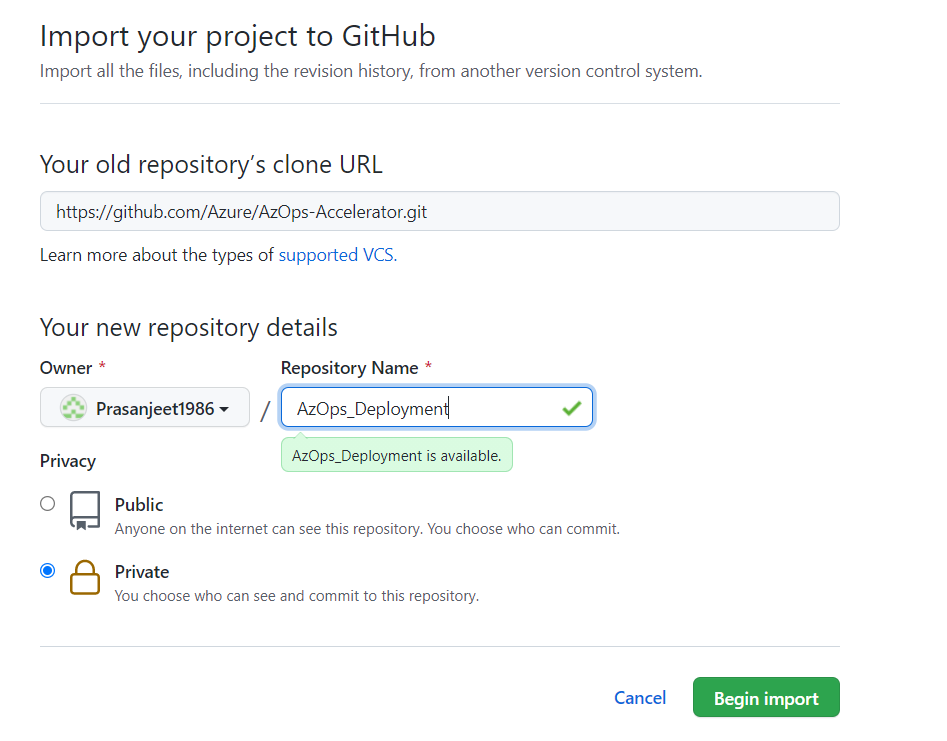 Import your project to GitHub
Import all the files, including the revision history, from another version control system.
Your old repository’s clone URL
https://github.com/Azure/AzOps-Accelerator.git
Learn more about the types of supported VCS.
Your new repository details
Owner *
Repository Name *
Prasanjeet1986
/
AzOps_Deployment
AzOps_Deployment is available.
Privacy
Public
Anyone on the internet can see this repository. You choose who can commit.
Private
You choose who can see and commit to this repository.
Cancel
Begin import